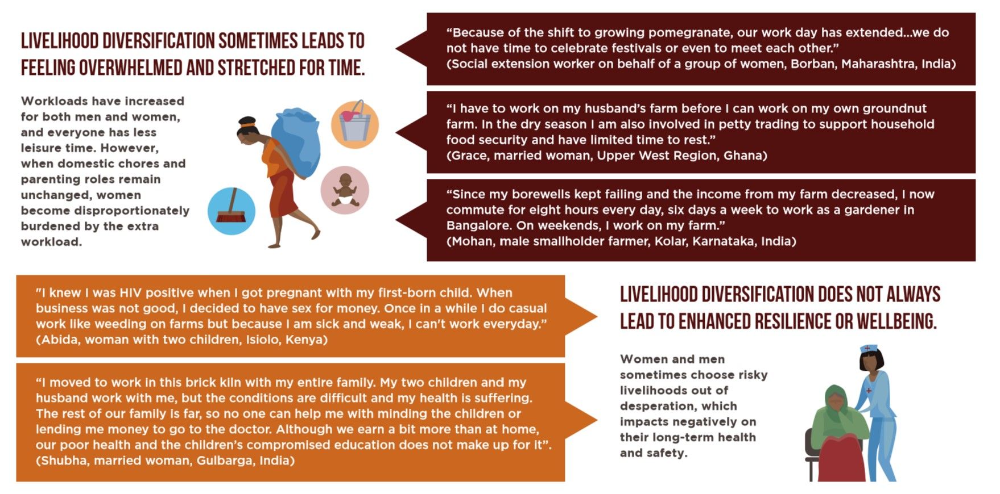 LIVELIHOOD DIVERSIFICATION SOMETIMES LEADS TO
FEELING OVERWHELMED AND STRETCHED FOR TIME.
Workloads have increased
for both men and women,
and everyone has less
leisure time. However,
when domestic chores and
parenting roles remain
unchanged, women
become disproportionately
burdened by the extra
workload.
“Because of the shift to growing pomegranate, our work day has extended...we do
not have time to celebrate festivals or even to meet each other.”
(Social extension worker on behalf of a group of women, Borban, Maharashtra, India)
“I have to work on my husband’s farm before I can work on my own groundnut
farm. In the dry season I am also involved in petty trading to support household
food security and have limited time to rest.”
(Grace, married woman, Upper West Region, Ghana)
“Since my borewells kept failing and the income from my farm decreased, I now
commute for eight hours every day, six days a week to work as a gardener in
Bangalore. On weekends, I work on my farm.”
(Mohan, male smallholder farmer, Kolar, Karnataka, India)
"I knew I was HIV positive when I got pregnant with my first-born child. When
business was not good, I decided to have sex for money. Once in a while I do casual
work like weeding on farms but because I am sick and weak, I can't work everyday.”
(Abida, woman with two children, Isiolo, Kenya)
“I moved to work in this brick kiln with my entire family. My two children and my
husband work with me, but the conditions are difficult and my health is suffering.
The rest of our family is far, so no one can help me with minding the children or
lending me money to go to the doctor. Although we earn a bit more than at home,
our poor health and the children’s compromised education does not make up for it”.
(Shubha, married woman, Gulbarga, India)
LIVELIHOOD DIVERSIFICATION DOES NOT ALWAYS
LEAD TO ENHANCED RESILIENCE OR WELLBEING.
Women and men
sometimes choose risky
livelihoods out of
desperation, which
impacts negatively on
their long-term health
and safety.